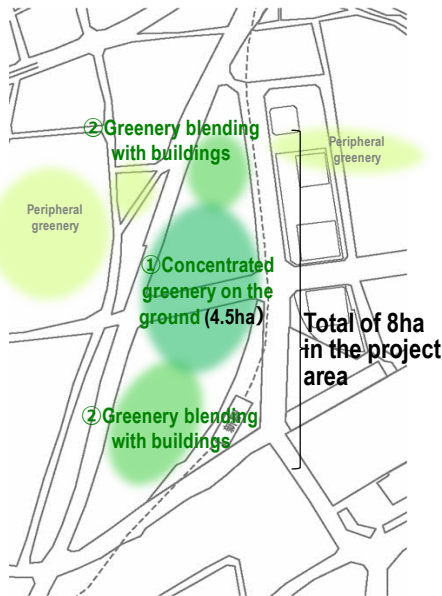 ②Greenery blending
with buildings
Peripheral
greenery
Peripheral
greenery
①Concentrated
greenery on the
ground (4.5ha）
Total of 8ha
in the project
area
②Greenery blending
with buildings